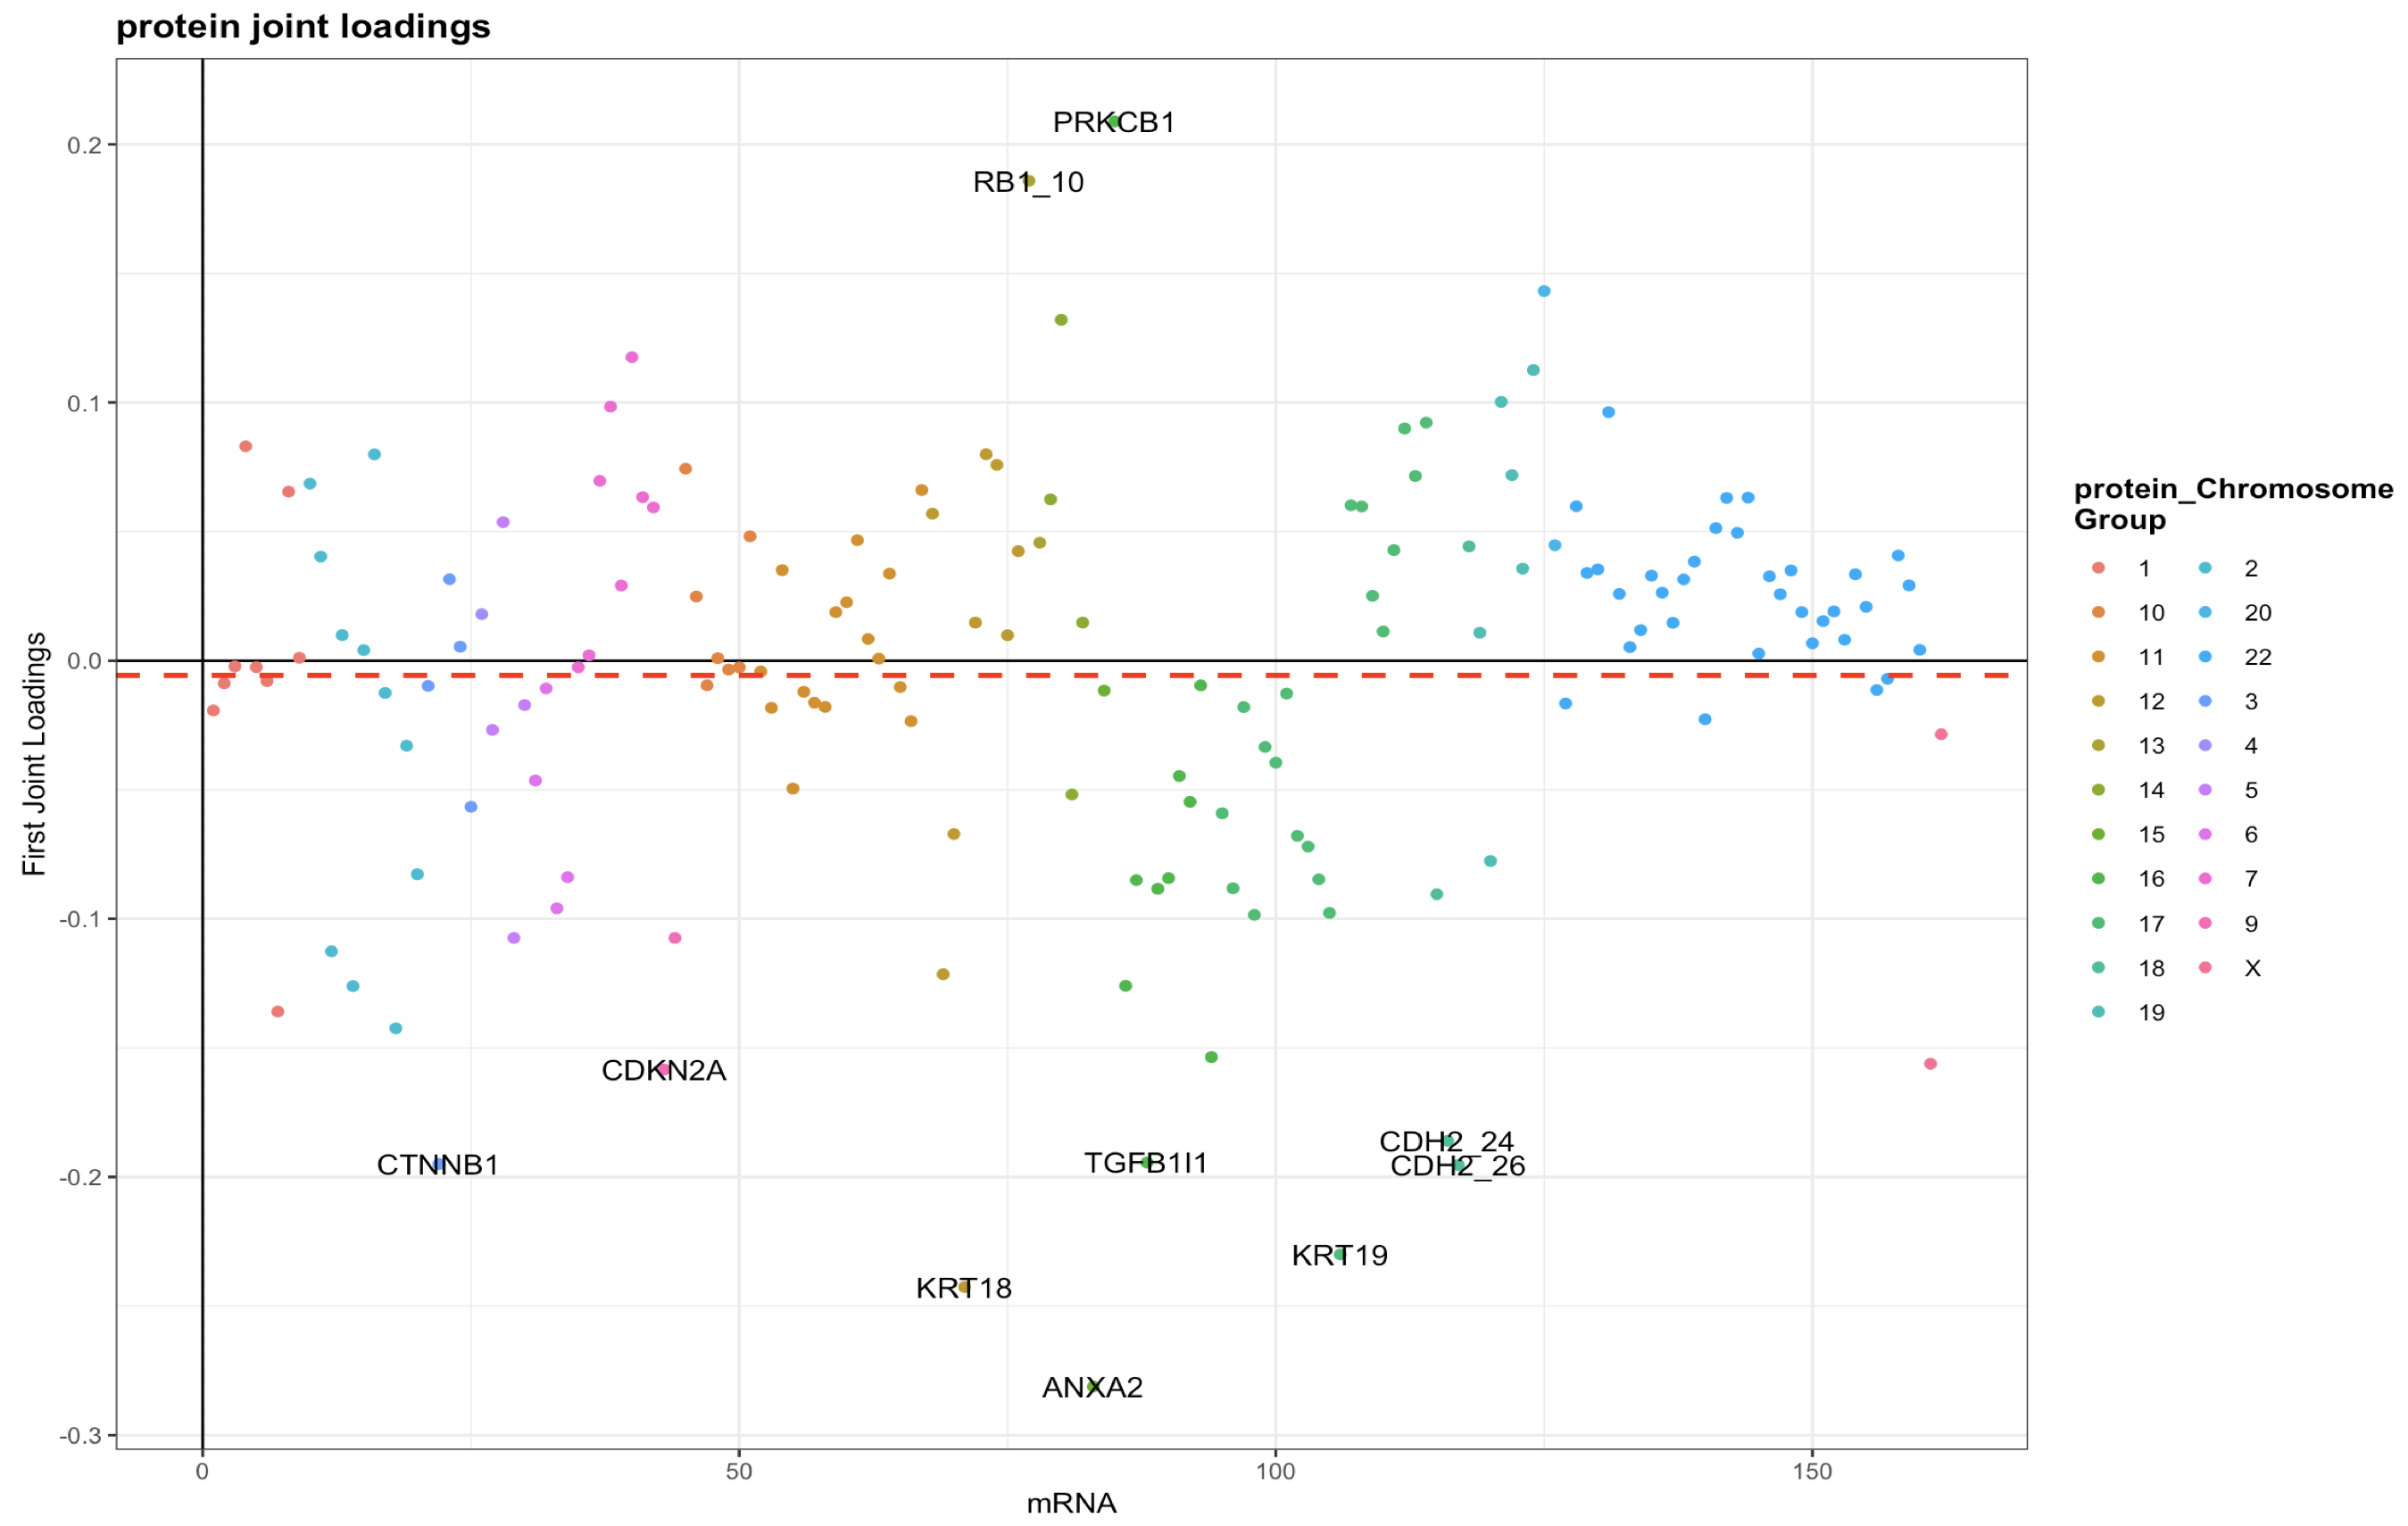 protein joint loadings
PRKCB1
0.2
RB1_10
0.1
0.0
First Joint Loadings
-0.1
CDKN2A
CDH2_24
CTNNB1
TGFB1I1
CDH2_26
-0.2
KRT19
KRT18
ANXA2
-0.3
0 50 100 150
mRNA
protein_Chromosome
Group
1 2
10 20
11 22
12 3
13 4
14 5
15 6
16 7
17 9
18 X
19